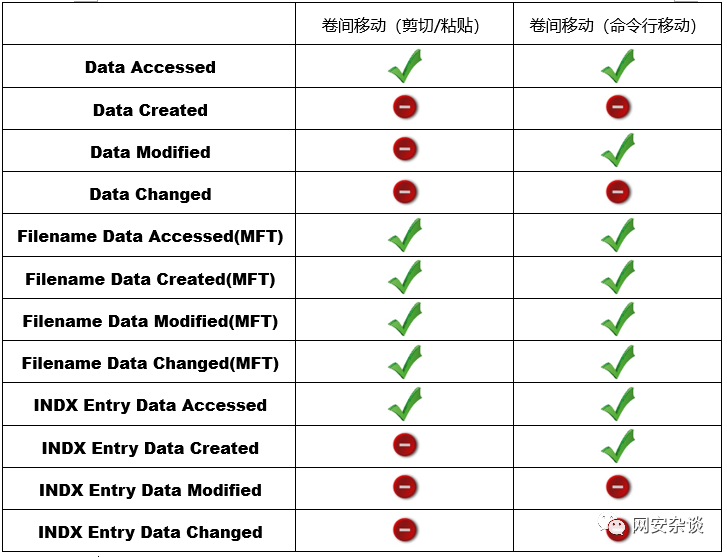 卷间移动（剪切/粘贴） 卷间移动（命令行移动）
Data Accessed
Data Created
Data Modified
Data Changed
Filename Data Accessed(MFT)
Filename Data Created(MFT)
Filename Data Modified(MFT)
Filename Data Changed(MFT)
INDX Entry Data Accessed
INDX Entry Data Created
INDX Entry Data Modified
INDX Entry Data Changed
网安杂谈